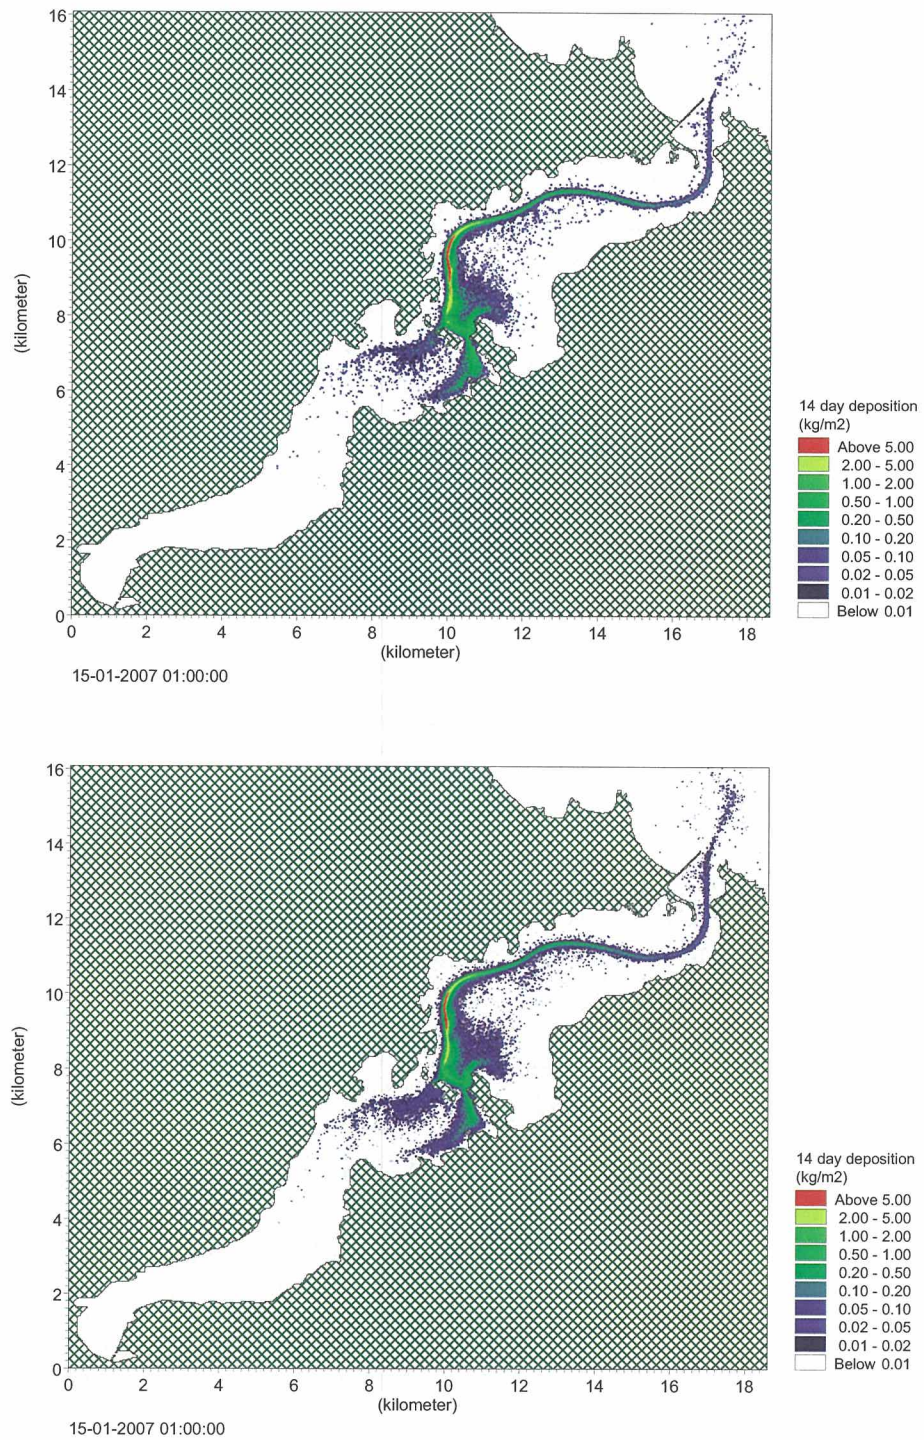 16
14
12
10
8
6
4
2
0
(kilometer)
0 2 4 6 8 10 12 14 16 18
(kilometer)
15-01-2007 01:00:00
14 day deposition
(kg/m2)
Above 5.00
2.00 - 5.00
1.00 - 2.00
0.50 - 1.00
0.20 - 0.50
0.10 - 0.20
0.05 - 0.10
0.02 - 0.05
0.01 - 0.02
Below 0.01
16
14
12
10
8
6
4
2
0
(kilometer)
0 2 4 6 8 10 12 14 16 18
(kilometer)
15-01-2007 01:00:00
14 day deposition
(kg/m2)
Above 5.00
2.00 - 5.00
1.00 - 2.00
0.50 - 1.00
0.20 - 0.50
0.10 - 0.20
0.05 - 0.10
0.02 - 0.05
0.01 - 0.02
Below 0.01